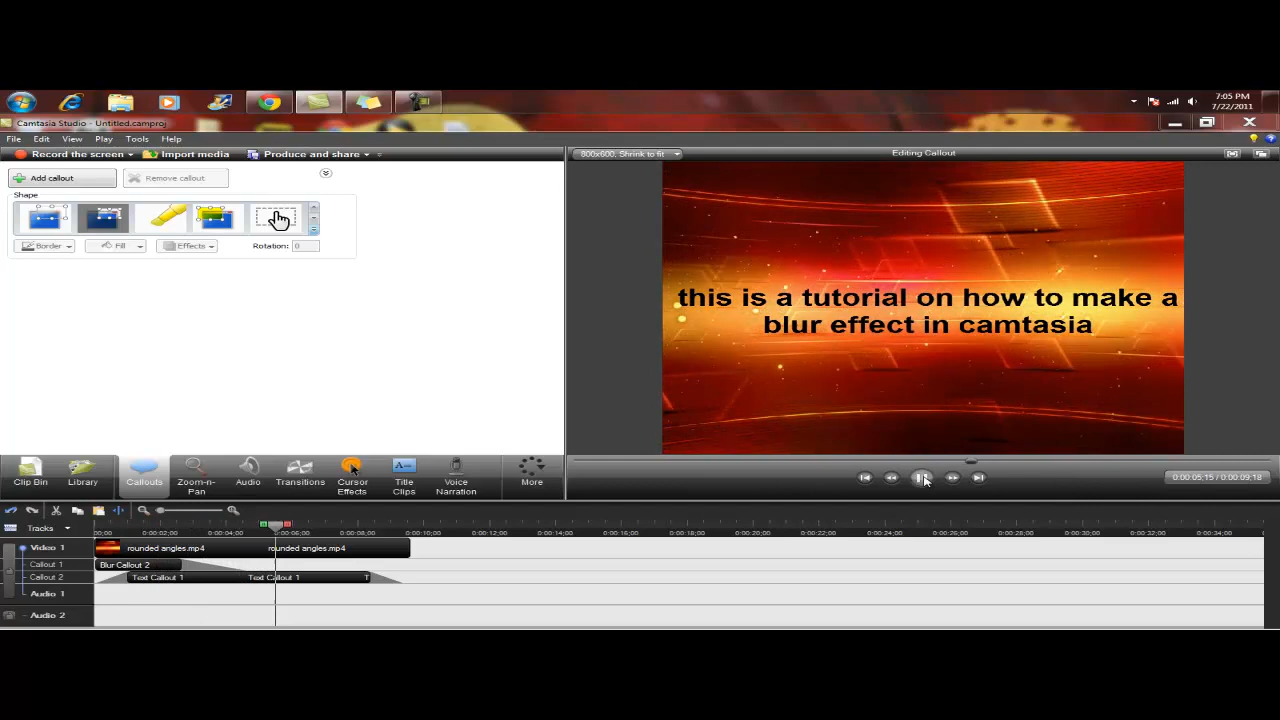 7:05 PM
7/22/2011
Camtasia Studio - Untitled.camproj
File Edit View Play Tools Help
Record the screen Import media Produce and share
800x600, Shrink to fit
Editing Callout
Add callout Remove callout
Shape
Border Fill Effects Rotation: 0
this is a tutorial on how to make a
blur effect in camtasia
Clip Bin Library Callouts Zoom-n-
Pan Audio Transitions Cursor
Effects Title
Clips Voice
Narration More
0:00:05:15 / 0:00:09:18
Tracks
00;00 0:00:02;00 0:00:04;00 0:00:06;00 0:00:08;00 0:00:10;00 0:00:12;00 0:00:14;00 0:00:16;00 0:00:18;00 0:00:20;00 0:00:22;00 0:00:24;00 0:00:26;00 0:00:28;00 0:00:30;00 0:00:32;00 0:00:34;00
Video 1 rounded angles.mp4 rounded angles.mp4
Callout 1 Blur Callout 2
Callout 2 Text Callout 1 Text Callout 1 T
Audio 1
Audio 2